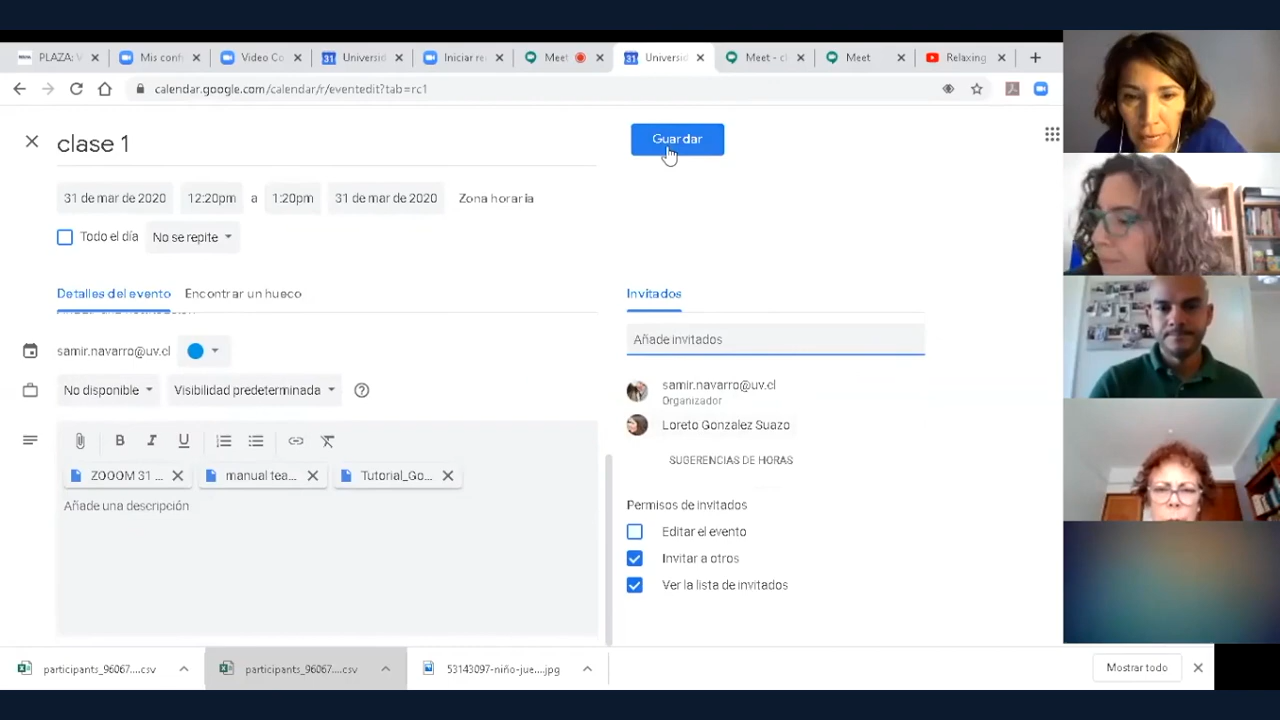 PLAZA: V
Mis conf
Video Co
Universid
Iniciar re
Meet
Universid
Meet - cl
Meet
Relaxing
calendar.google.com/calendar/r/eventedit?tab=rc1
clase 1
Guardar
31 de mar de 2020 12:20pm a 1:20pm 31 de mar de 2020 Zona horaria
Todo el día No se repite
Detalles del evento Encontrar un hueco
Invitados
Añade invitados
samir.navarro@uv.cl
No disponible Visibilidad predeterminada
samir.navarro@uv.cl
Organizador
Loreto Gonzalez Suazo
SUGERENCIAS DE HORAS
B I U
ZOOOM 31 ... manual tea... Tutorial_Go...
Añade una descripción
Permisos de invitados
Editar el evento
Invitar a otros
Ver la lista de invitados
participants_96067....csv
participants_96067....csv
53143097-niño-jue....jpg
Mostrar todo